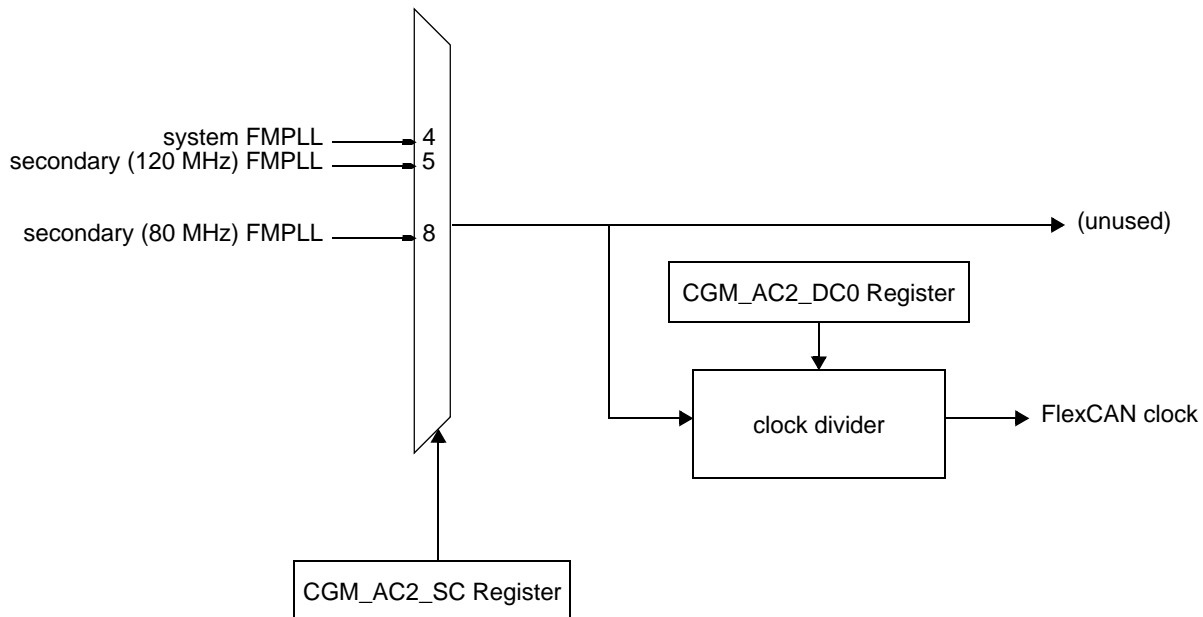 system FMPLL
4
secondary (120 MHz) FMPLL
5
secondary (80 MHz) FMPLL
8
(unused)
CGM_AC2_DC0 Register
clock divider
FlexCAN clock
CGM_AC2_SC Register